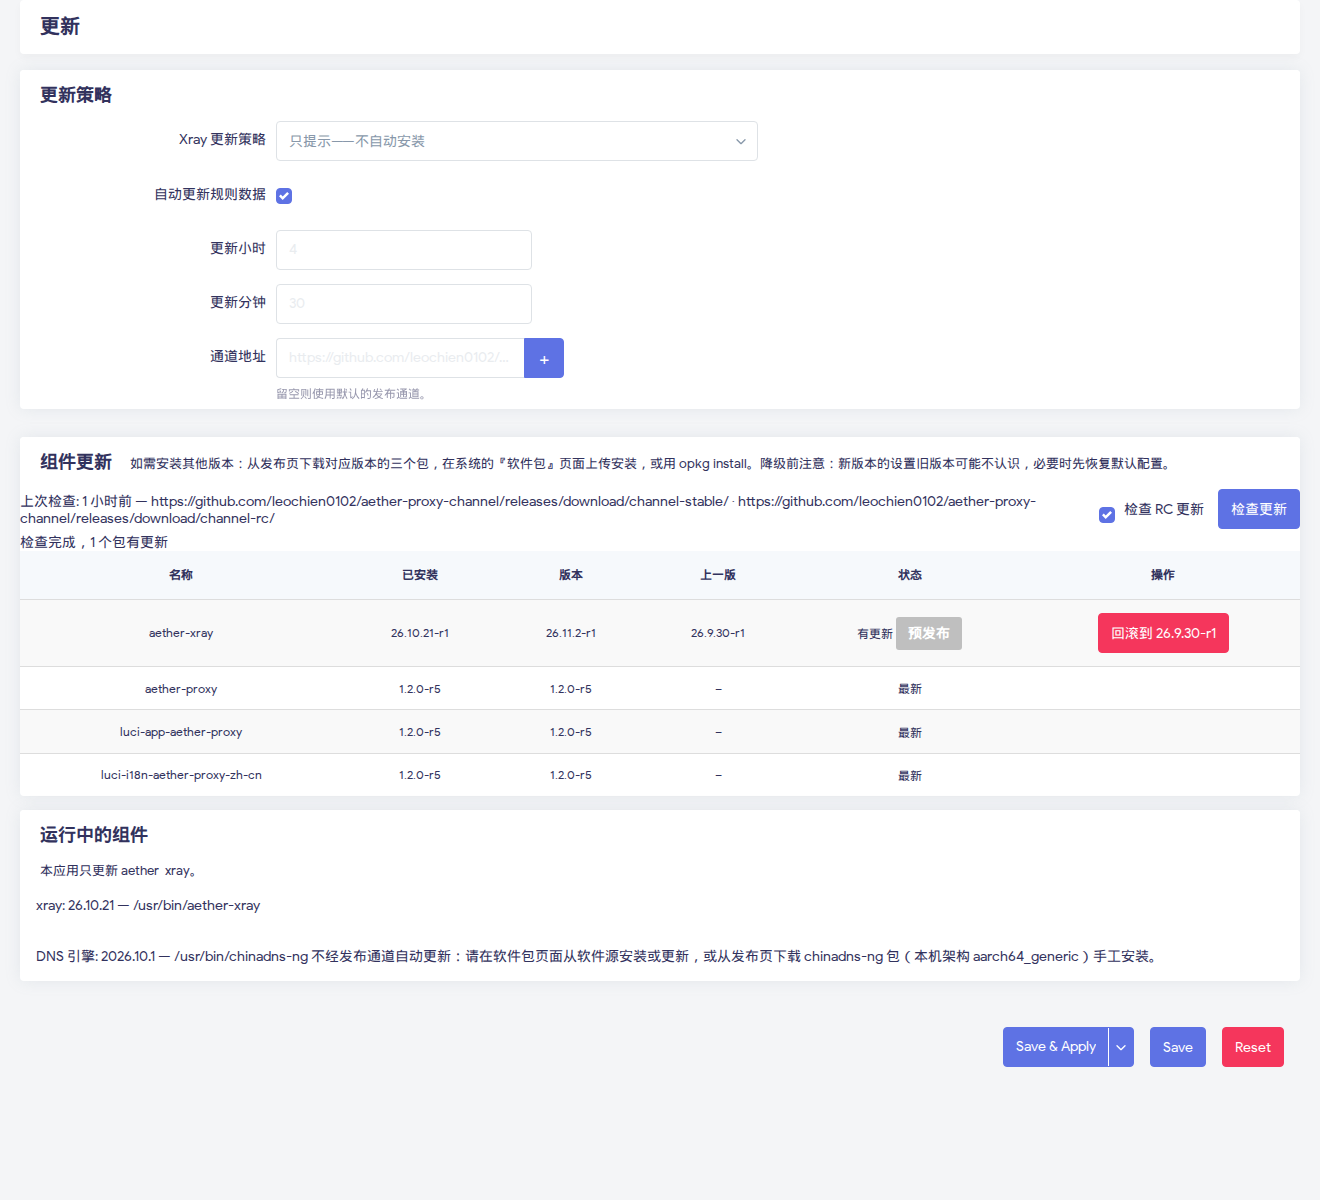 更新
更新策略
Xray 更新策略 只提示——不自动安装
自动更新规则数据
更新小时 4
更新分钟 30
通道地址 https://github.com/leochien0102/... +
留空则使用默认的发布通道。
组件更新 如需安装其他版本：从发布页下载对应版本的三个包，在系统的『软件包』页面上传安装，或用 opkg install。降级前注意：新版本的设置旧版本可能不认识，必要时先恢复默认配置。
上次检查: 1 小时前 — https://github.com/leochien0102/aether-proxy-channel/releases/download/channel-stable/ · https://github.com/leochien0102/aether-proxy-
channel/releases/download/channel-rc/
检查 RC 更新 检查更新
检查完成，1 个包有更新
名称 已安装 版本 上一版 状态 操作
aether-xray 26.10.21-r1 26.11.2-r1 26.9.30-r1 有更新 预发布 回滚到 26.9.30-r1
aether-proxy 1.2.0-r5 1.2.0-r5 – 最新
luci-app-aether-proxy 1.2.0-r5 1.2.0-r5 – 最新
luci-i18n-aether-proxy-zh-cn 1.2.0-r5 1.2.0-r5 – 最新
运行中的组件
本应用只更新 aether xray。
xray: 26.10.21 — /usr/bin/aether-xray
DNS 引擎: 2026.10.1 — /usr/bin/chinadns-ng 不经发布通道自动更新：请在软件包页面从软件源安装或更新，或从发布页下载 chinadns-ng 包（本机架构 aarch64_generic）手工安装。
Save & Apply Save Reset